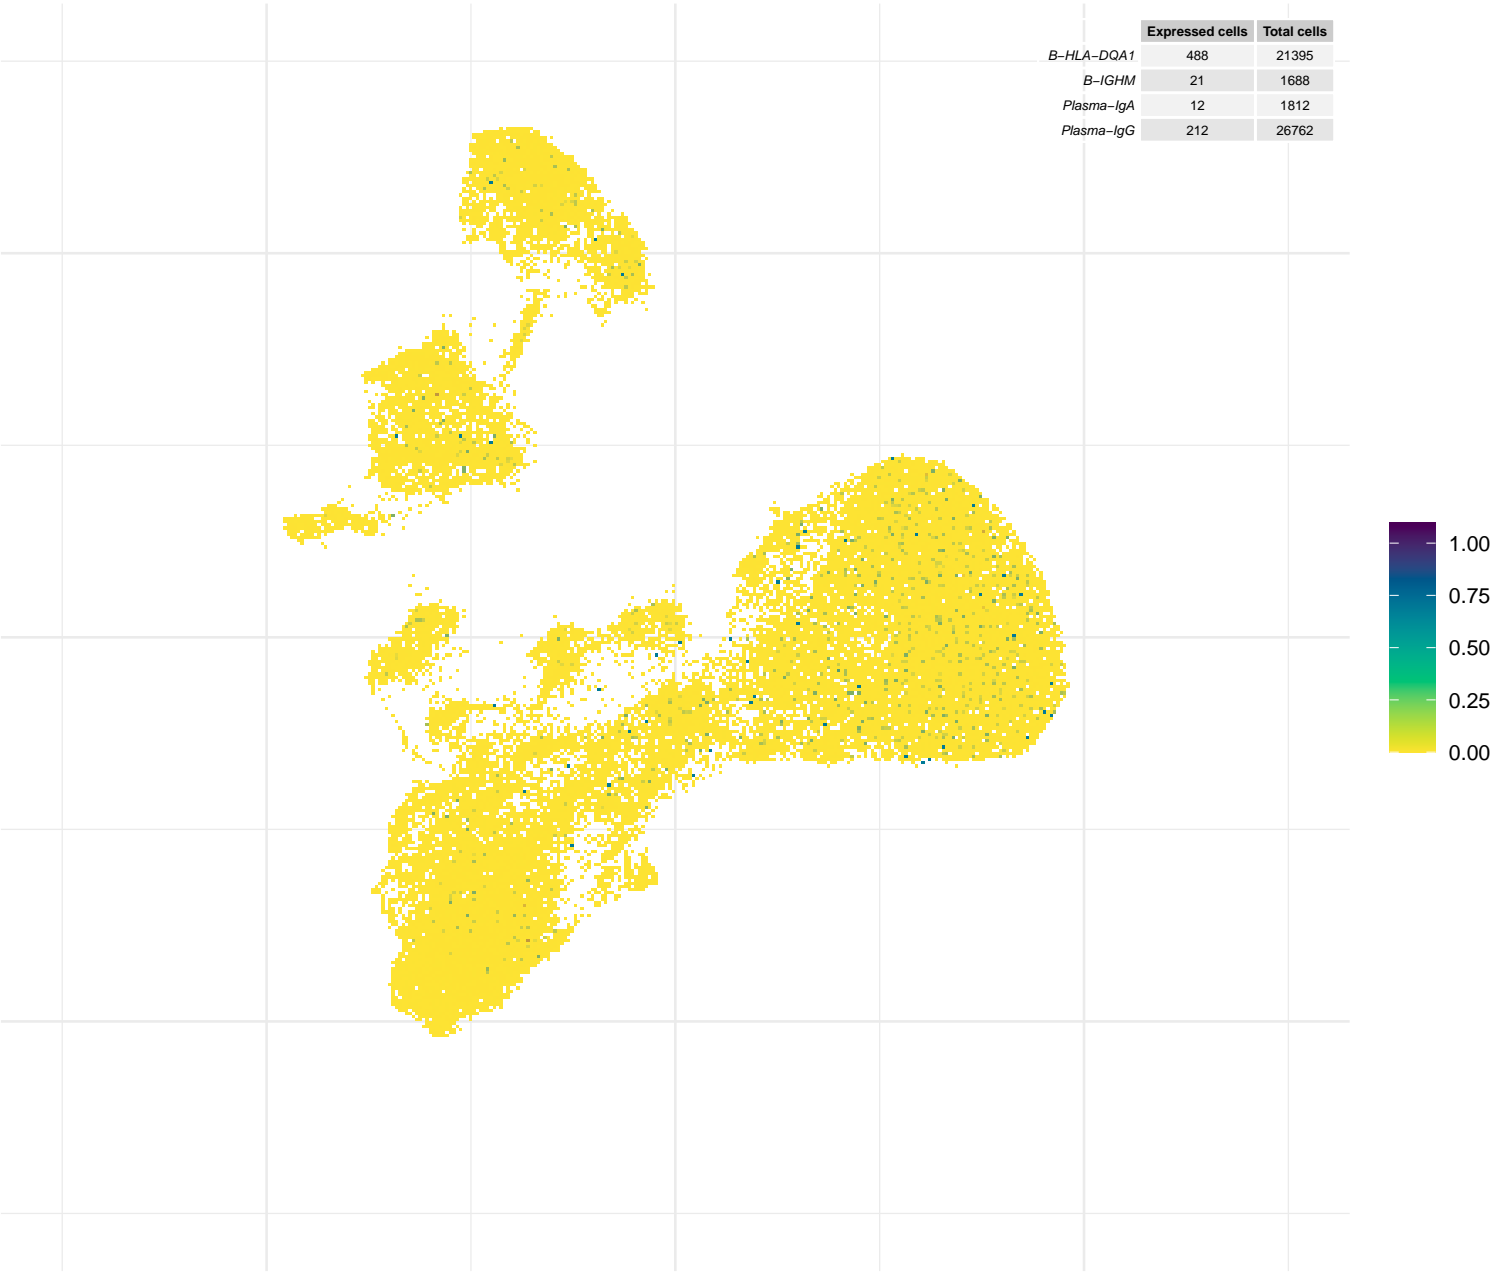 Expressed cells Total cells
B−HLA−DQA1 488 21395
B−IGHM 21 1688
Plasma−IgA 12 1812
Plasma−IgG 212 26762
1.00
0.75
0.50
0.25
0.00